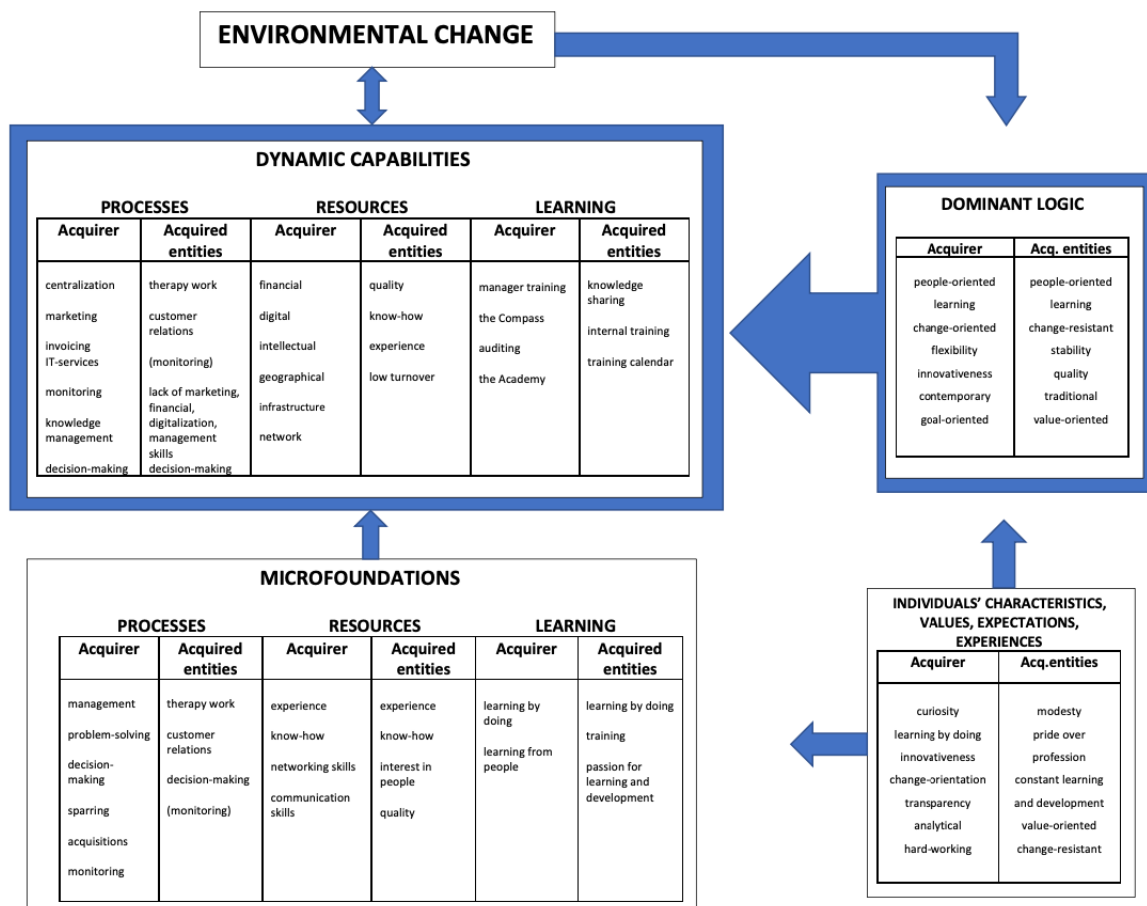 ENVIRONMENTAL CHANGE
DYNAMIC CAPABILITIES
PROCESSES
RESOURCES
LEARNING
Acquirer
Acquired
entities
Acquirer
Acquired
entities
Acquirer
Acquired
entities
centralization
marketing
invoicing
IT-services
monitoring
knowledge
management
decision-making
therapy work
customer
relations
(monitoring)
lack of marketing,
financial,
digitalization,
management
skills
decision-making
financial
digital
intellectual
geographical
infrastructure
network
quality
know-how
experience
low turnover
manager training
the Compass
auditing
the Academy
knowledge
sharing
internal training
training calendar
DOMINANT LOGIC
Acquirer
Acq. entities
people-oriented
learning
change-oriented
flexibility
innovativeness
contemporary
goal-oriented
people-oriented
learning
change-resistant
stability
quality
traditional
value-oriented
MICROFOUNDATIONS
PROCESSES
RESOURCES
LEARNING
Acquirer
Acquired
entities
Acquirer
Acquired
entities
Acquirer
Acquired
entities
management
problem-solving
decision-
making
sparring
acquisitions
monitoring
therapy work
customer
relations
decision-making
(monitoring)
experience
know-how
networking skills
communication
skills
experience
know-how
interest in
people
quality
learning by
doing
learning from
people
learning by doing
training
passion for
learning and
development
INDIVIDUALS’ CHARACTERISTICS,
VALUES, EXPECTATIONS,
EXPERIENCES
Acquirer
Acq.entities
curiosity
learning by doing
innovativeness
change-orientation
transparency
analytical
hard-working
modesty
pride over
profession
constant learning
and development
value-oriented
change-resistant